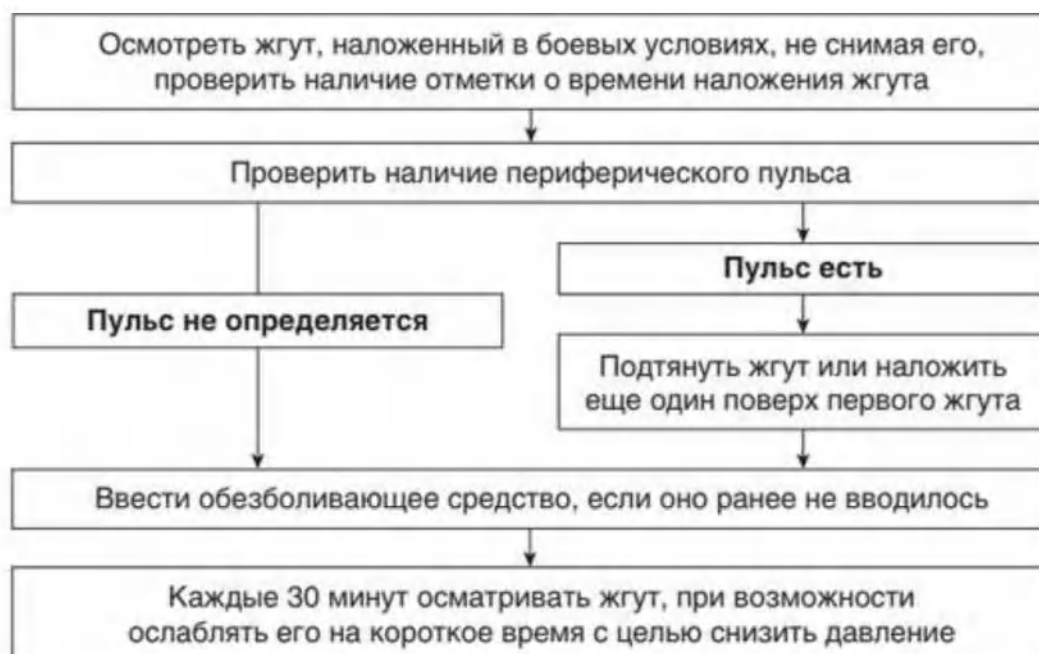 Осмотреть жгут, наложенный в боевых условиях, не снимая его,
проверить наличие отметки о времени наложения жгута
Проверить наличие периферического пульса
Пульс есть
Пульс не определяется
Подтянуть жгут или наложить
еще один поверх первого жгута
Ввести обезболивающее средство, если оно ранее не вводилось
Каждые 30 минут осматривать жгут, при возможности
ослаблять его на короткое время с целью снизить давление